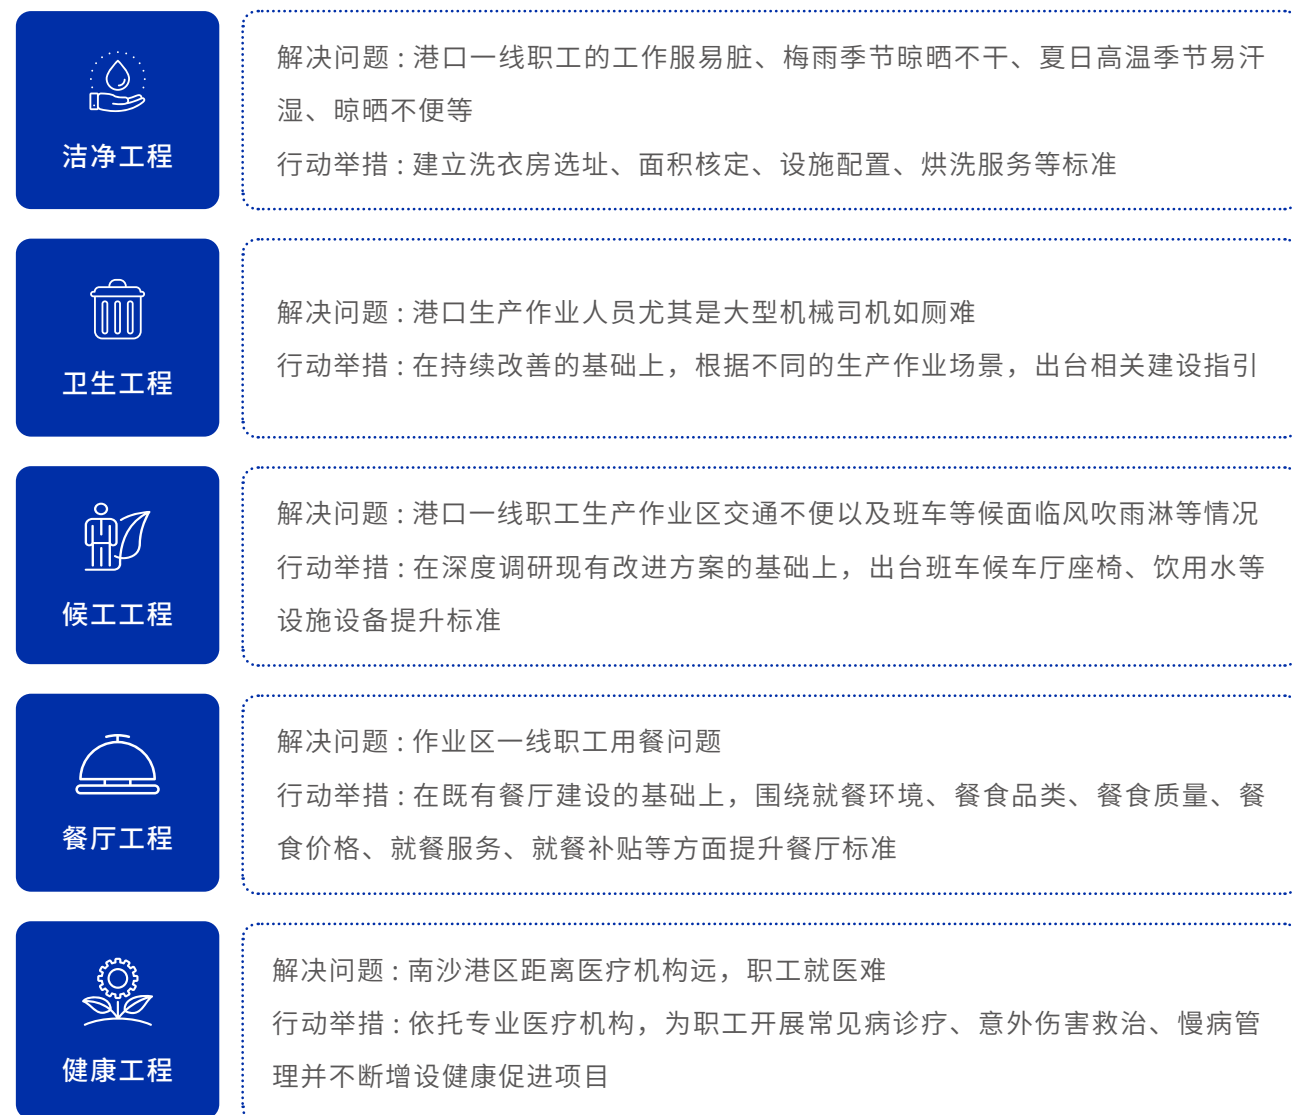 洁净工程
解决问题 : 港口一线职工的工作服易脏、梅雨季节晾晒不干、夏日高温季节易汗
湿、晾晒不便等
行动举措 : 建立洗衣房选址、面积核定、设施配置、烘洗服务等标准
卫生工程
解决问题 : 港口生产作业人员尤其是大型机械司机如厕难
行动举措 : 在持续改善的基础上，根据不同的生产作业场景，出台相关建设指引
候工工程
解决问题 : 港口一线职工生产作业区交通不便以及班车等候面临风吹雨淋等情况
行动举措 : 在深度调研现有改进方案的基础上，出台班车候车厅座椅、饮用水等
设施设备提升标准
餐厅工程
解决问题 : 作业区一线职工用餐问题
行动举措 : 在既有餐厅建设的基础上，围绕就餐环境、餐食品类、餐食质量、餐
食价格、就餐服务、就餐补贴等方面提升餐厅标准
健康工程
解决问题 : 南沙港区距离医疗机构远，职工就医难
行动举措 : 依托专业医疗机构，为职工开展常见病诊疗、意外伤害救治、慢病管
理并不断增设健康促进项目